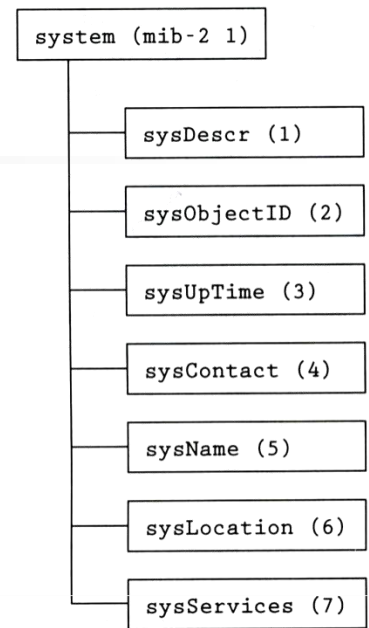 system (mib-2 1)
sysDescr (1)
sysObjectID (2)
sysUpTime (3)
sysContact (4)
sysName (5)
sysLocation (6)
sysServices (7)